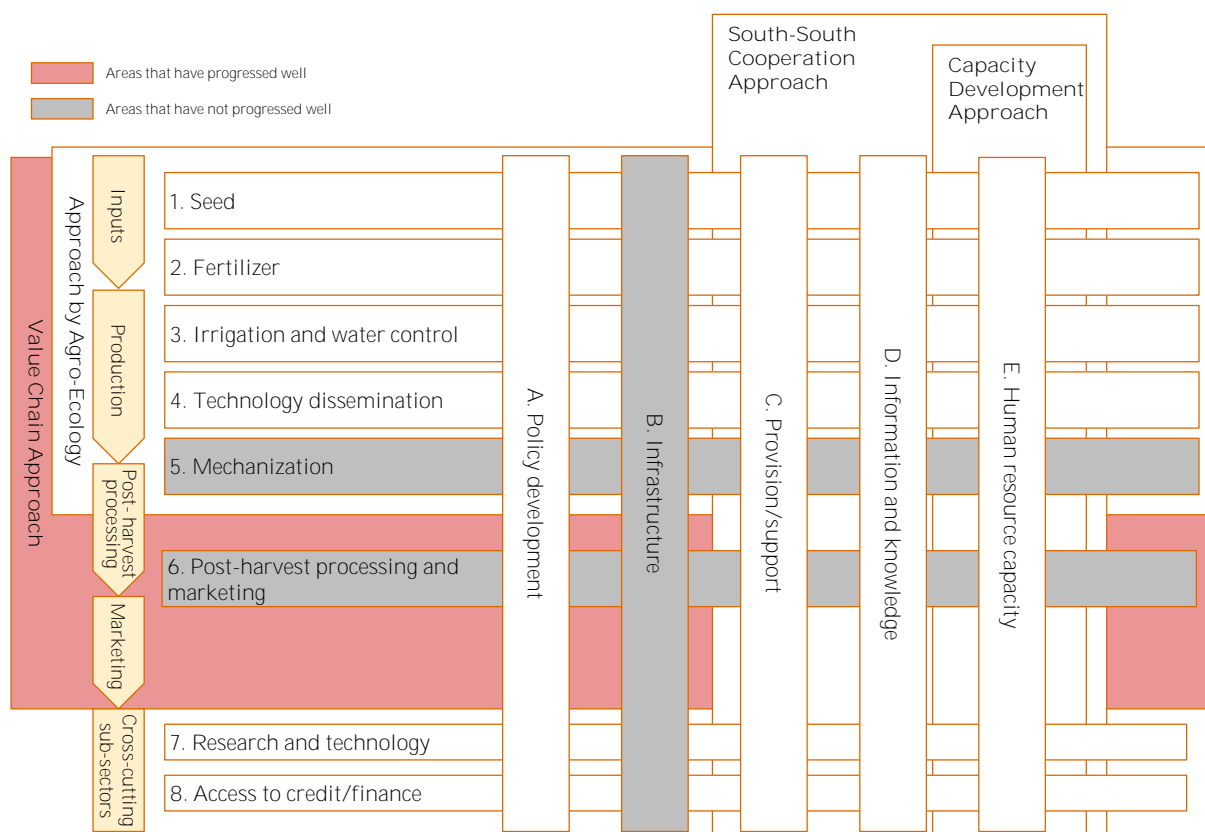 South-South
Cooperation
Approach
Capacity
Development
Approach
Areas that have progressed well
Areas that have not progressed well
Value Chain Approach
Approach by Agro-Ecology
Inputs
Production
Post- harvest
processing
Marketing
Cross-cutting
sub-sectors
1. Seed
2. Fertilizer
3. Irrigation and water control
4. Technology dissemination
5. Mechanization
6. Post-harvest processing and
marketing
7. Research and technology
8. Access to credit/finance
A. Policy development
B. Infrastructure
C. Provision/support
D. Information and knowledge
E. Human resource capacity